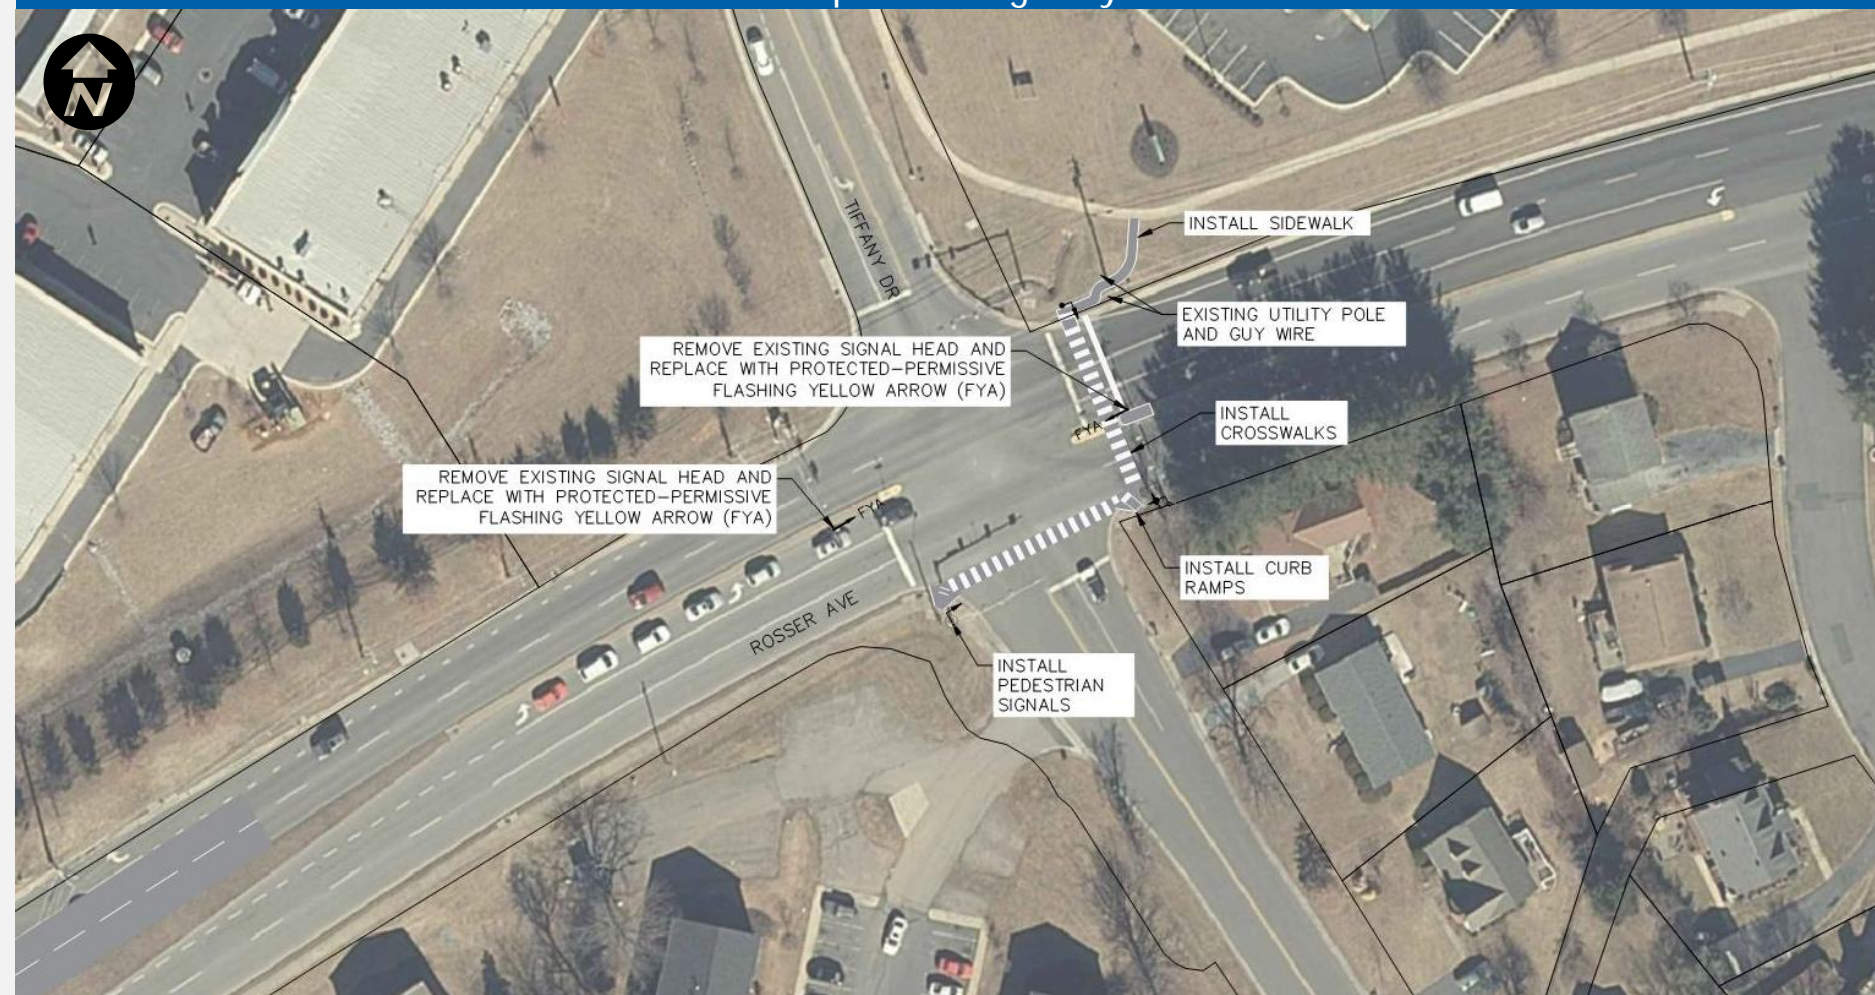 N
TIFFANY DR
INSTALL SIDEWALK
EXISTING UTILITY POLE
AND GUY WIRE
REMOVE EXISTING SIGNAL HEAD AND
REPLACE WITH PROTECTED–PERMISSIVE
FLASHING YELLOW ARROW (FYA)
FYA
INSTALL
CROSSWALKS
REMOVE EXISTING SIGNAL HEAD AND
REPLACE WITH PROTECTED–PERMISSIVE
FLASHING YELLOW ARROW (FYA)
FYA
INSTALL CURB
RAMPS
ROSSER AVE
INSTALL
PEDESTRIAN
SIGNALS